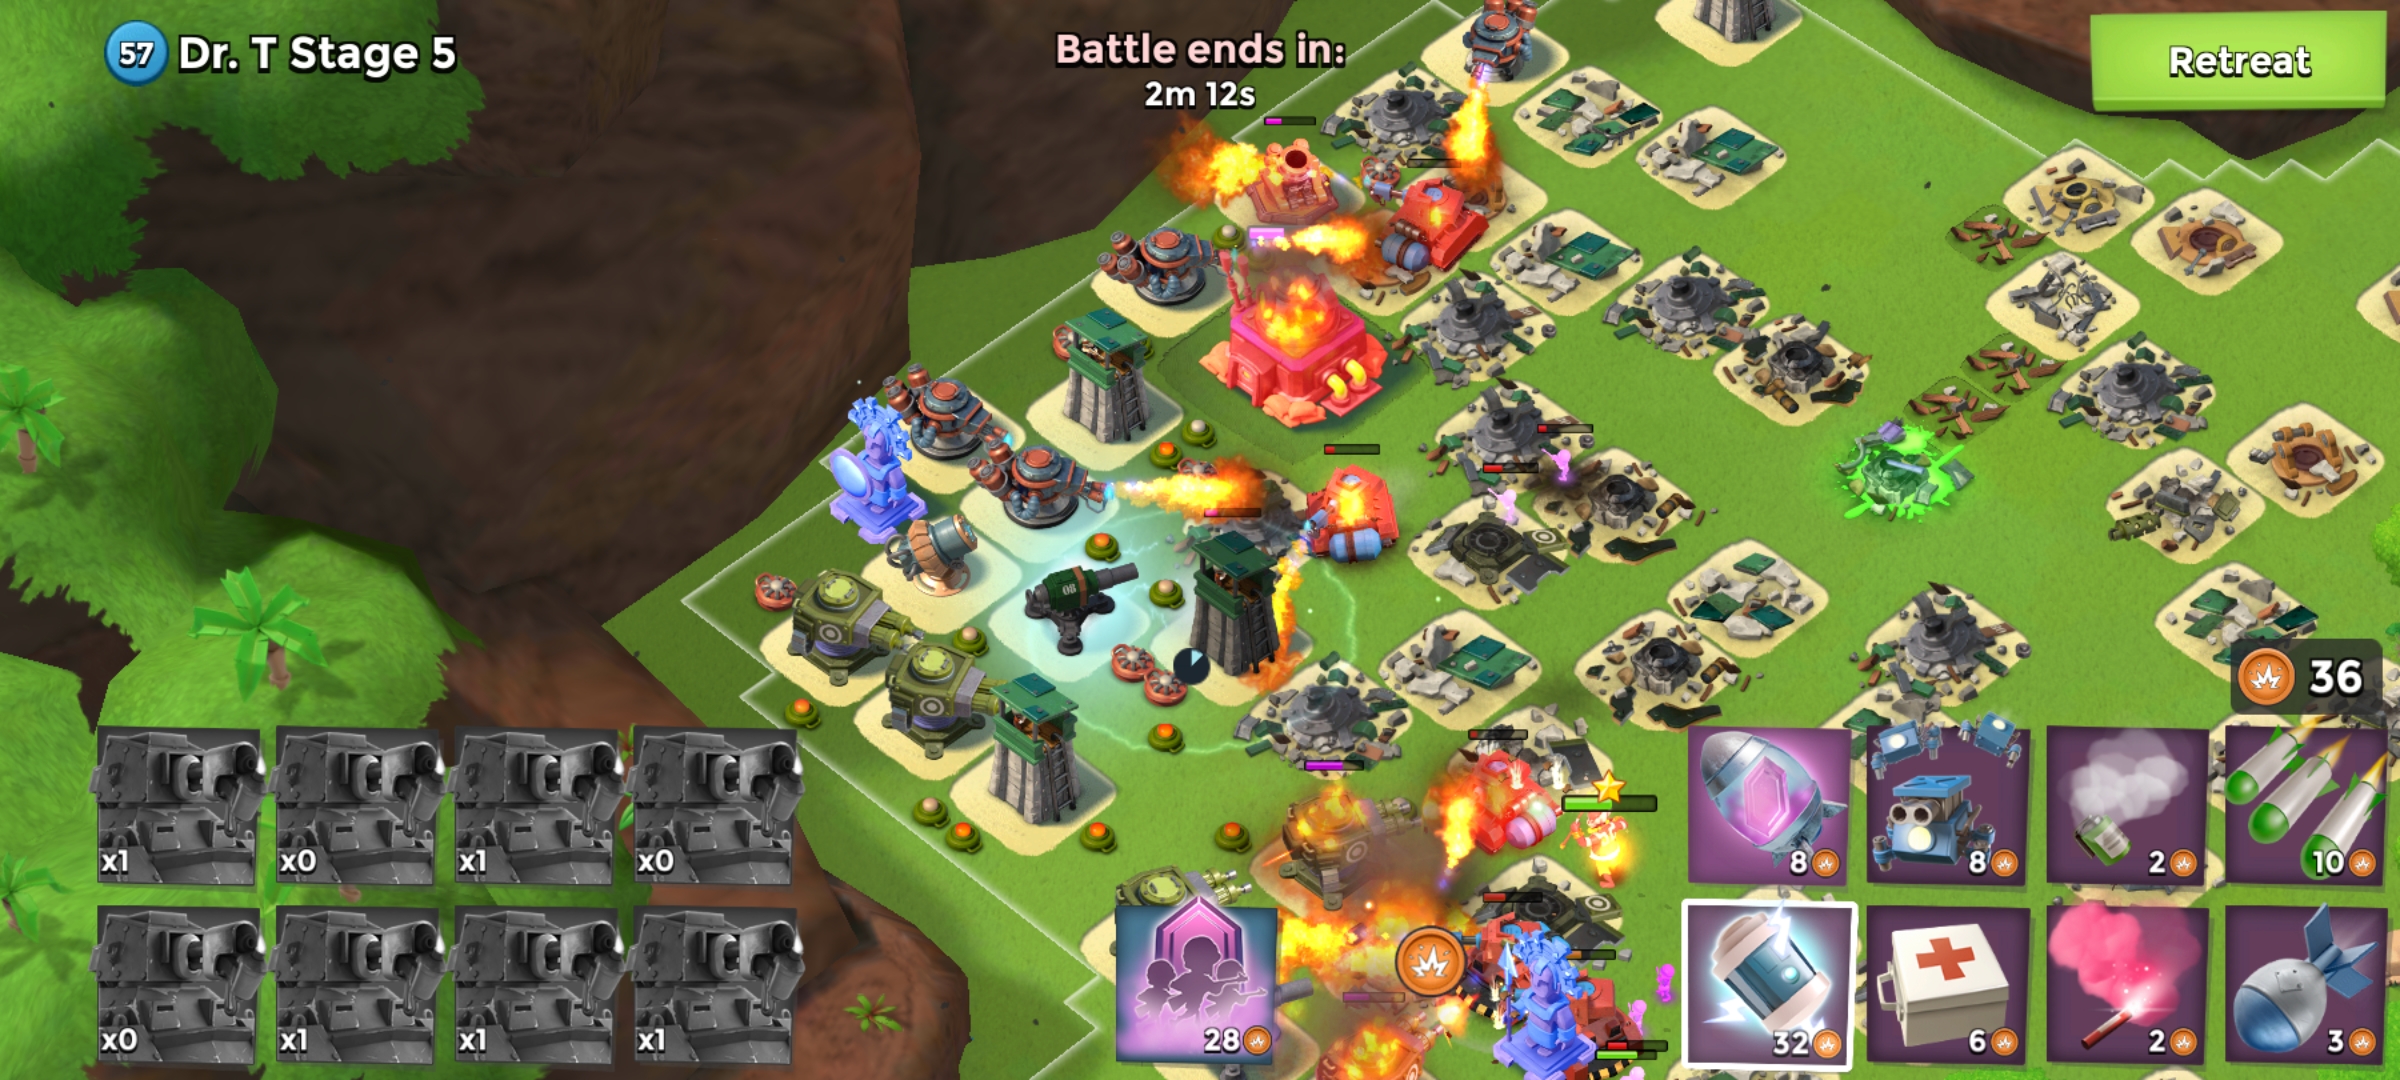 57 Dr. T Stage 5
Battle ends in:
2m 12s
Retreat
08
36
x1
x0
x1
x0
8
8
2
10
x0
x1
x1
x1
28
32
6
2
3